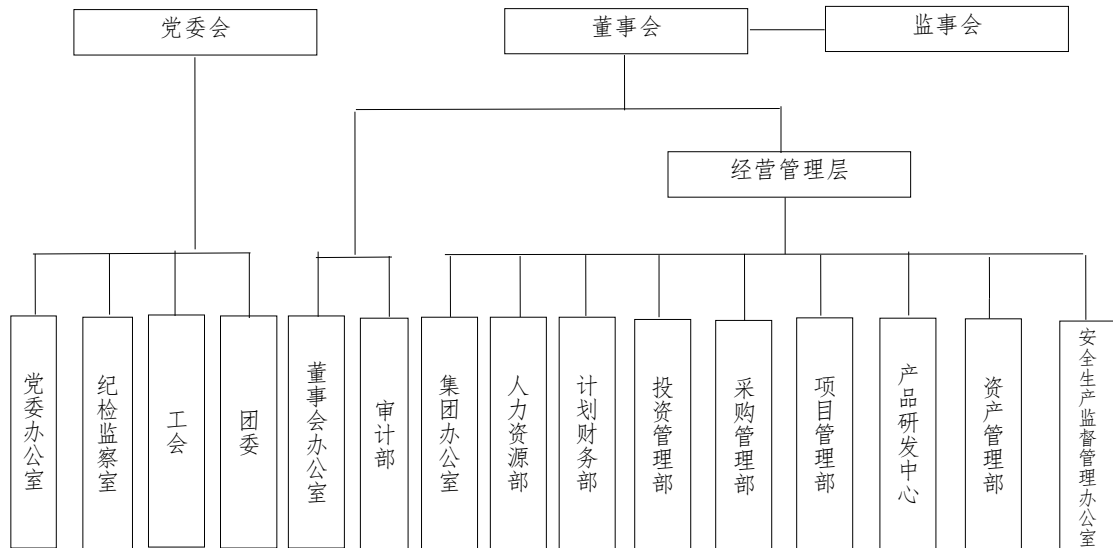 党委会
董事会
监事会
经营管理层
党委办公室
纪检监察室
工会
团委
董事会办公室
审计部
集团办公室
人力资源部
计划财务部
投资管理部
采购管理部
项目管理部
产品研发中心
资产管理部
安全生产监督管理办公室